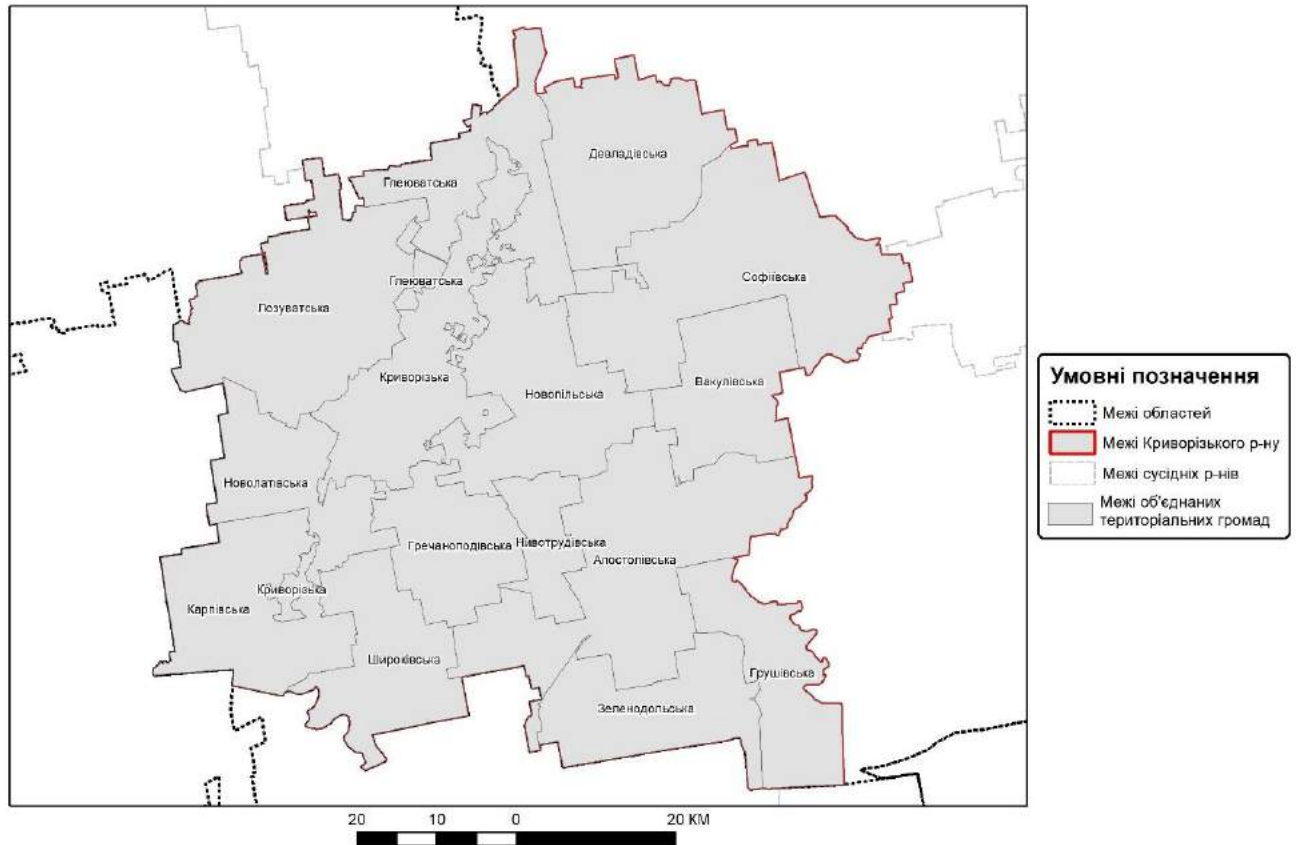 Девладівська
Глеюватська
Глеюватська
Софіївська
Лозуватська
Криворізька
Вакулівська
Новопільська
Новолатівська
Гречаноподівська
Нивотрудівська
Апостолівська
Криворізька
Карпівська
Широківська
Грушівська
Зеленодольська
Умовні позначення
Межі областей
Межі Криворізького р-ну
Межі сусідніх р-нів
Межі об'єднаних
територіальних громад
20 10 0 20 KM